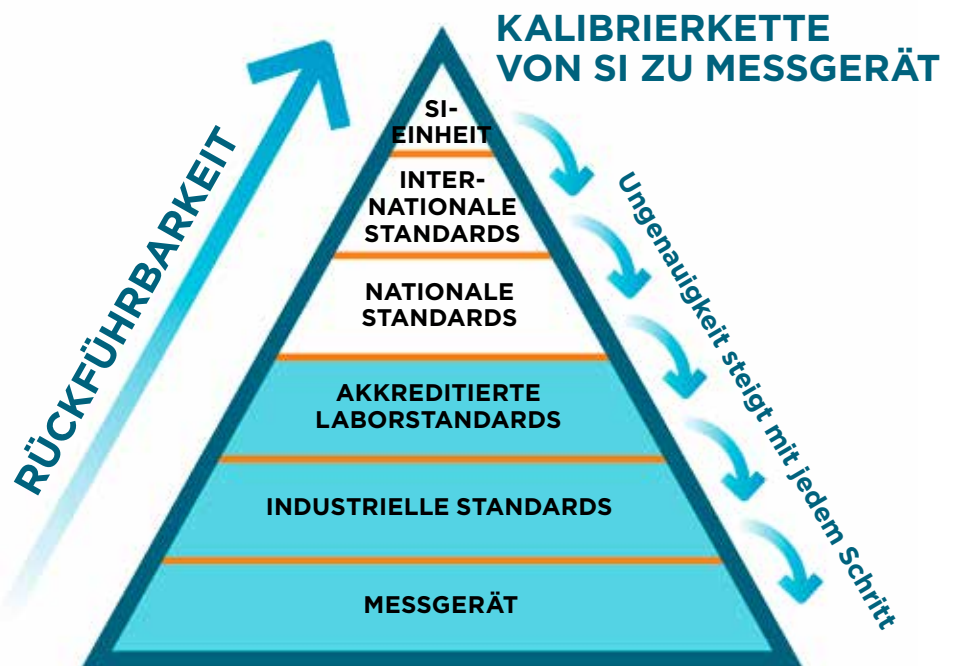 KALIBRIERKETTE
VON SI ZU MESSGERÄT
RÜCKFÜHRBARKEIT
SI-
EINHEIT
INTER-
NATIONALE
STANDARDS
NATIONALE
STANDARDS
AKKREDITIERTE
LABORSTANDARDS
INDUSTRIELLE STANDARDS
MESSGERÄT
Ungenauigkeit steigt mit jedem Schritt